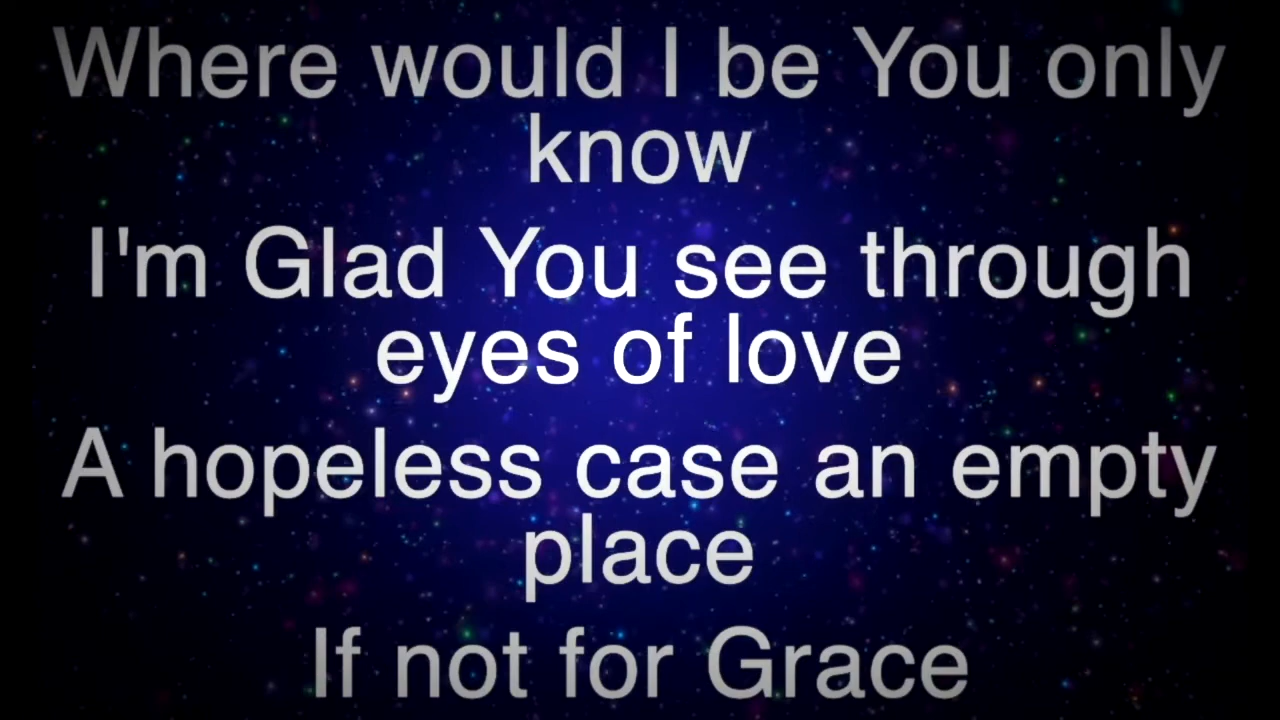 Where would I be You only
know
I'm Glad You see through
eyes of love
A hopeless case an empty
place
If not for Grace